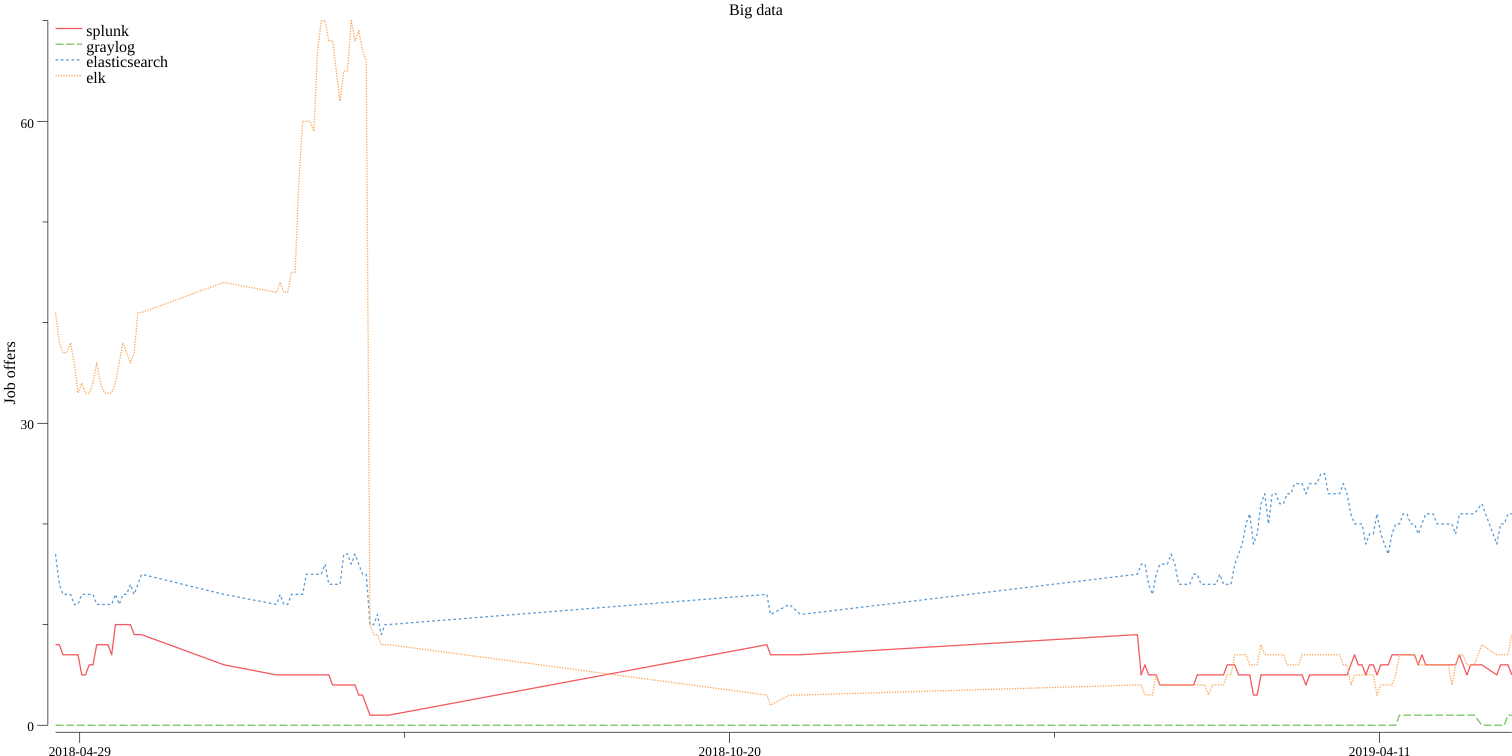 Big data
splunk
graylog
elasticsearch
elk
60
Job offers
30
0
2018-04-29
2018-10-20
2019-04-11